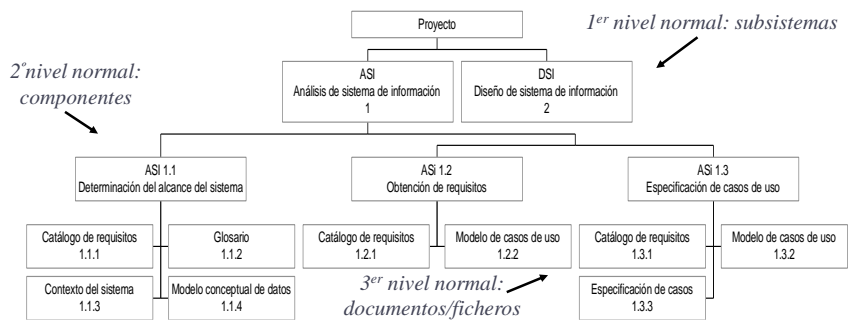 Proyecto
1er nivel normal: subsistemas
2º nivel normal:
componentes
ASI
Análisis de sistema de información
1
DSI
Diseño de sistema de información
2
ASI 1.1
Determinación del alcance del sistema
ASi 1.2
Obtención de requisitos
ASi 1.3
Especificación de casos de uso
Catálogo de requisitos
1.1.1
Glosario
1.1.2
Catálogo de requisitos
1.2.1
Modelo de casos de uso
1.2.2
Catálogo de requisitos
1.3.1
Modelo de casos de uso
1.3.2
Contexto del sistema
1.1.3
Modelo conceptual de datos
1.1.4
3er nivel normal:
documentos/ficheros
Especificación de casos
1.3.3